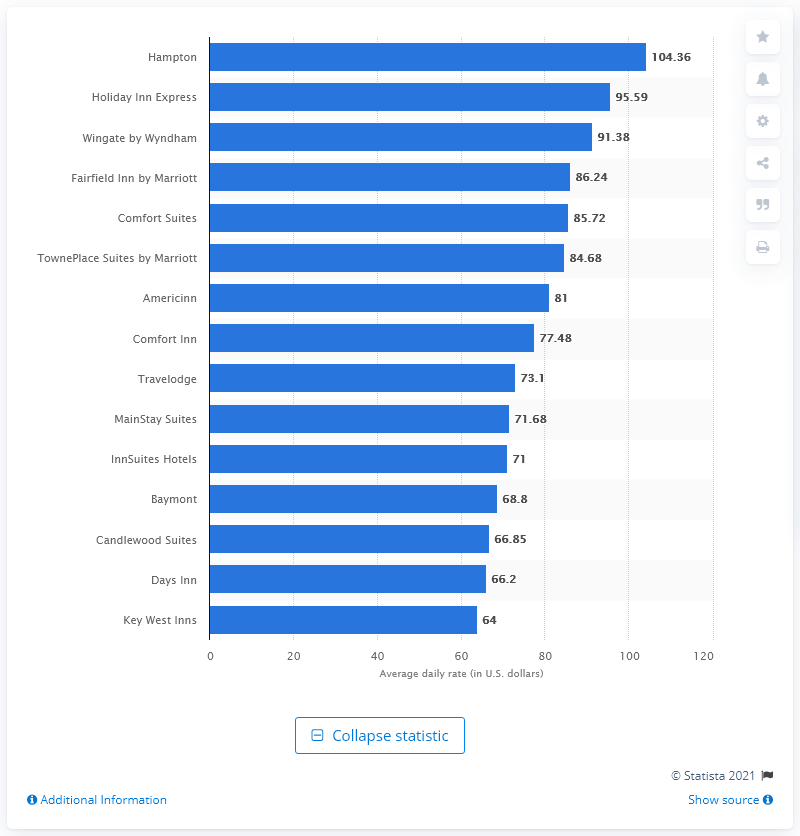 Hampton 104.36
Holiday Inn Express 95.59
Wingate by Wyndham 91.38
Fairfield Inn by Marriott 86.24
Comfort Suites 85.72
TownePlace Suites by Marriott 84.68
Americinn 81
Comfort Inn 77.48
Travelodge 73.1
MainStay Suites 71.68
InnSuites Hotels 71
Baymont 68.8
Candlewood Suites 66.85
Days Inn 66.2
Key West Inns 64
0 20 40 60 80 100 120
Average daily rate (in U.S. dollars)
Collapse statistic
© Statista 2021
Additional Information Show source